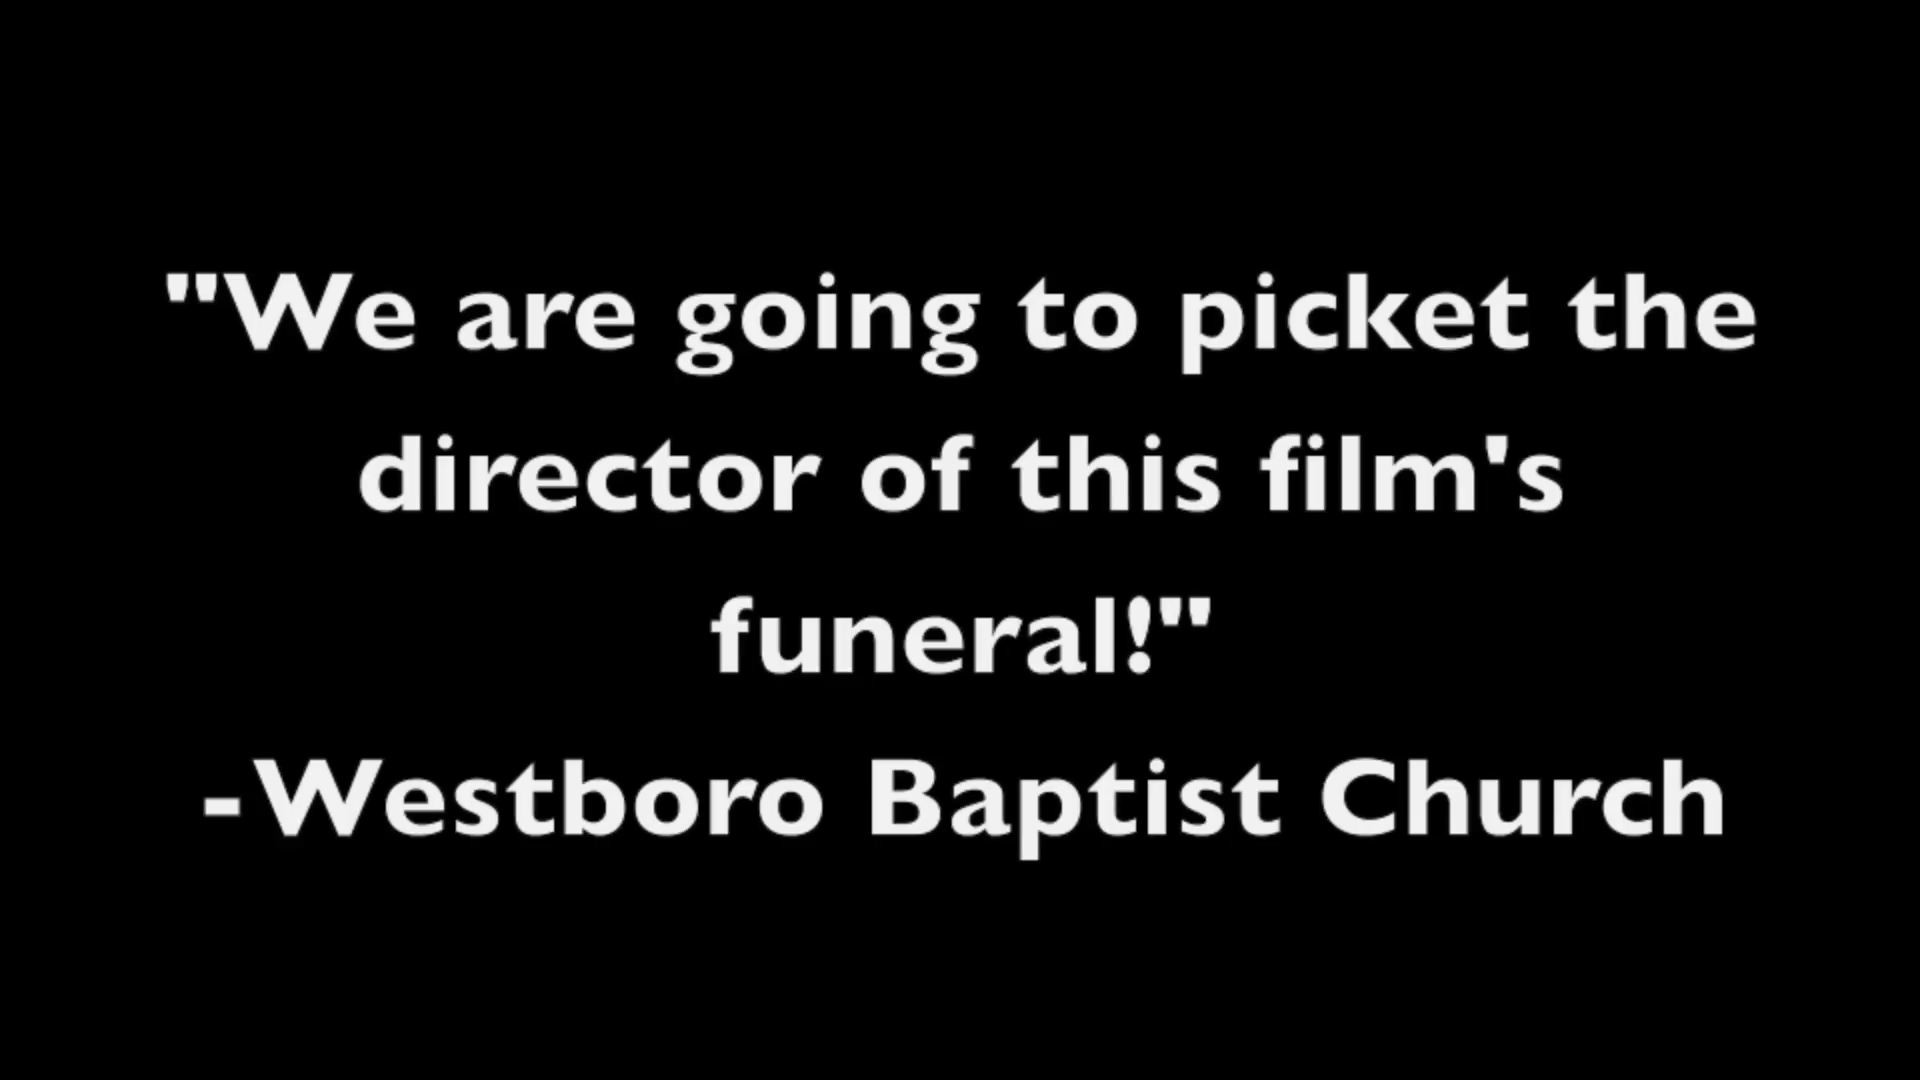 "We are going to picket the
director of this film's
funeral!"
-Westboro Baptist Church